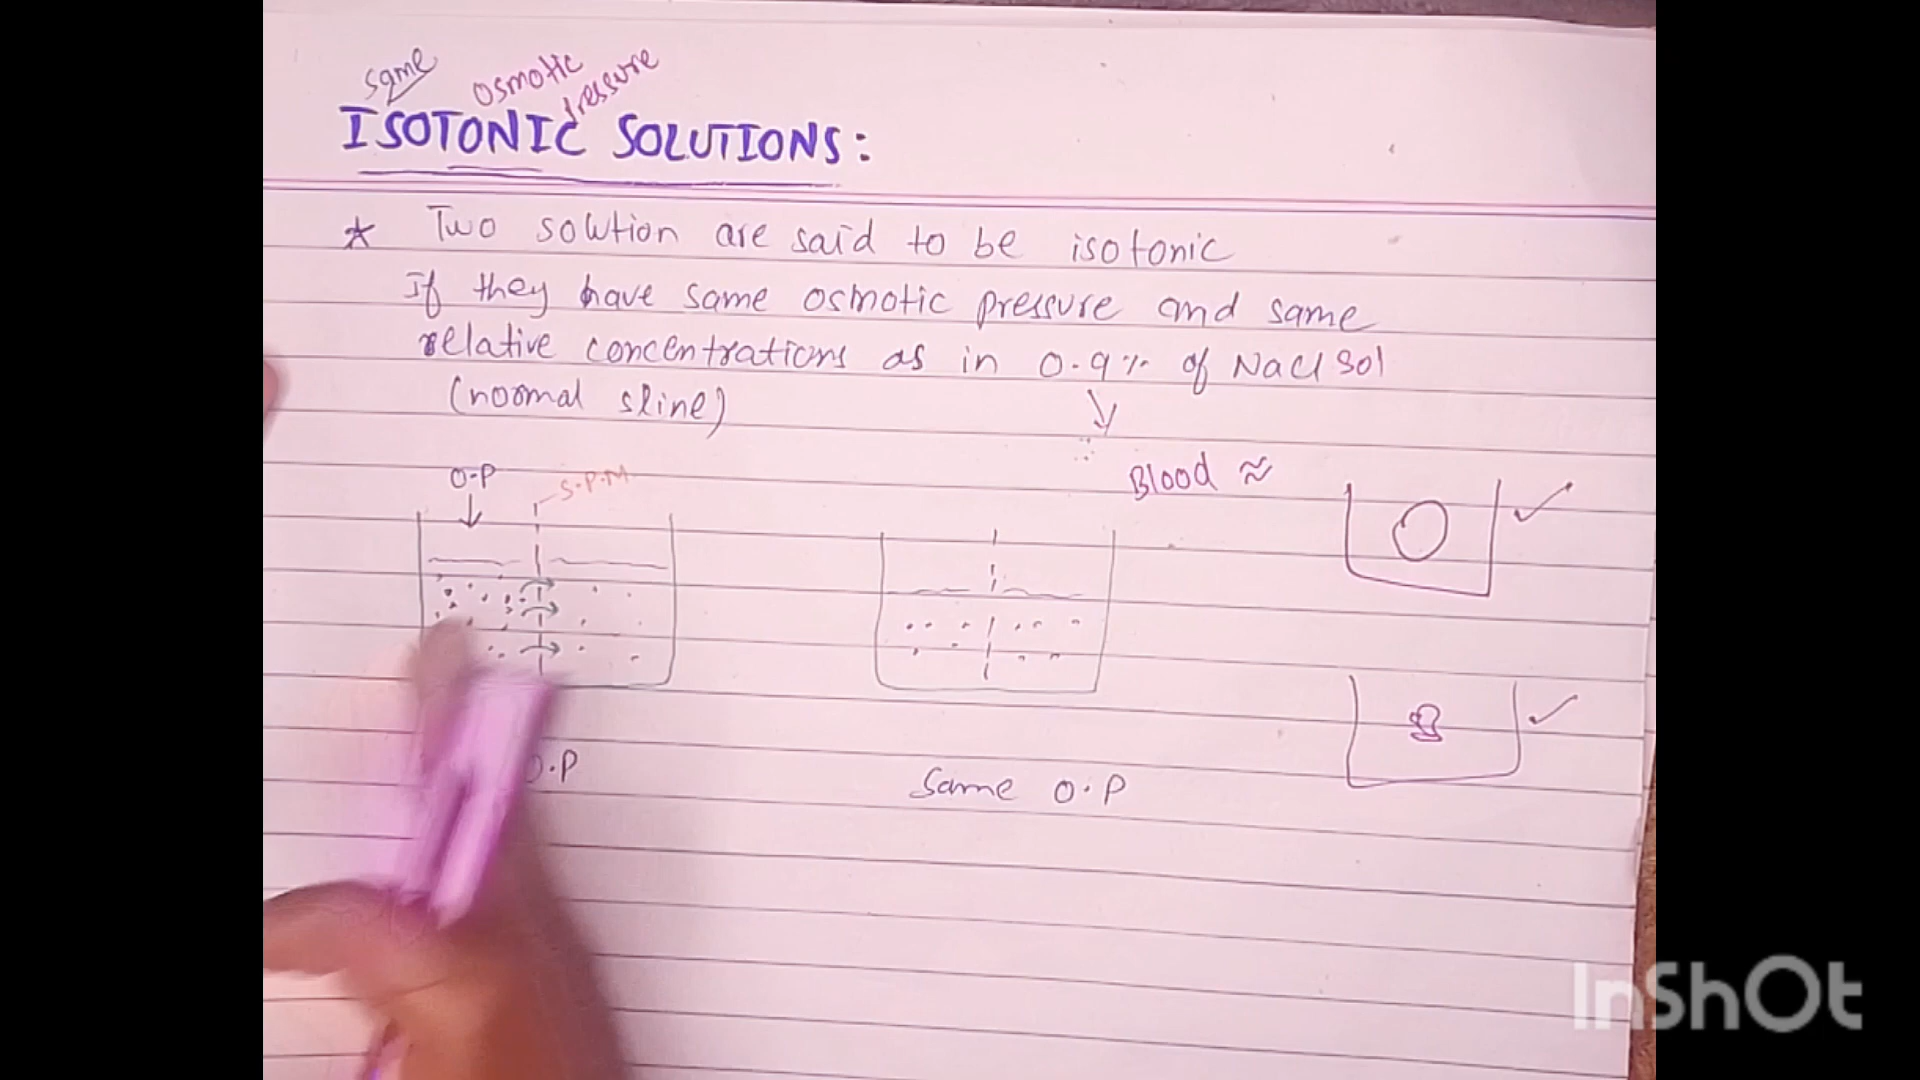 same osmotic pressure
ISOTONIC SOLUTIONS:
* Two solution are said to be isotonic
If they have same osmotic pressure and same
relative concentrations as in 0.9% of NaCl Sol
(normal sline)
Blood ≈
O.P
S.P.M
O.P
Same O.P
InShOt